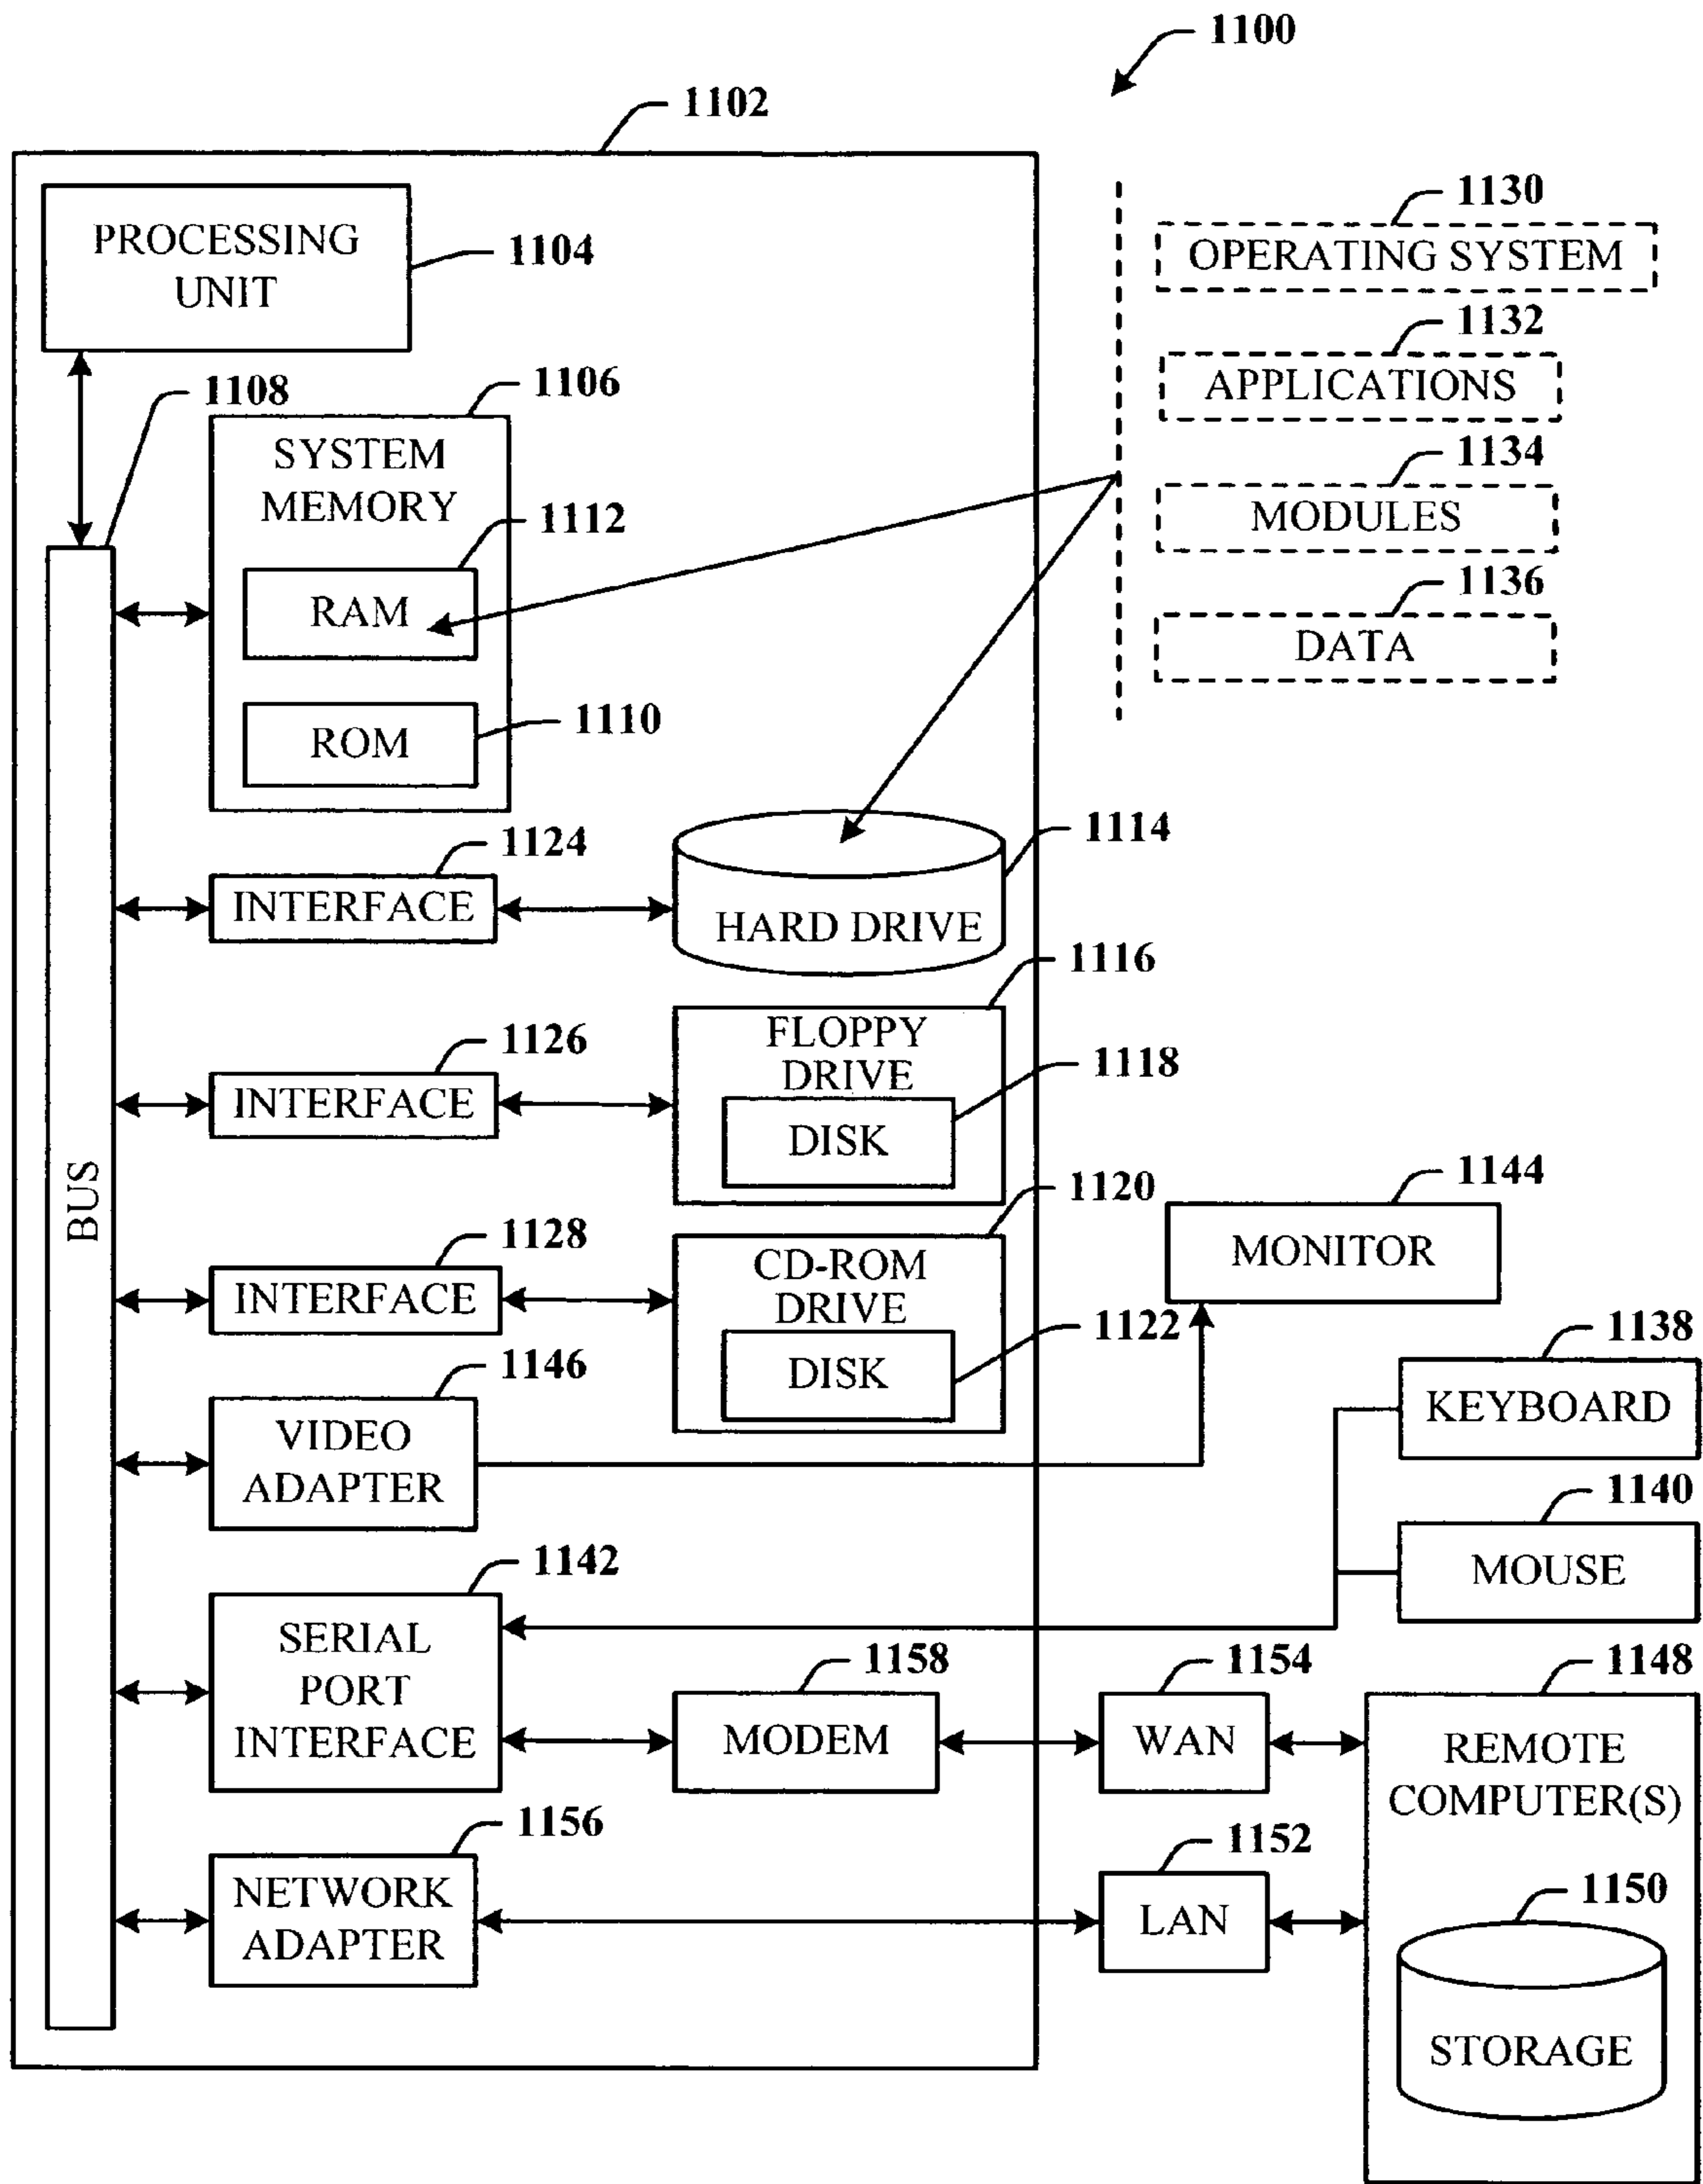 1100
1102
PROCESSING
UNIT
1104
1130
OPERATING SYSTEM
1132
APPLICATIONS
1134
MODULES
1136
DATA
1108
1106
SYSTEM
MEMORY
1112
RAM
1110
ROM
1124
INTERFACE
1114
HARD DRIVE
1126
INTERFACE
1116
FLOPPY
DRIVE
1118
DISK
BUS
1128
INTERFACE
1120
CD-ROM
DRIVE
1122
DISK
1144
MONITOR
1146
VIDEO
ADAPTER
1138
KEYBOARD
1140
MOUSE
1142
SERIAL
PORT
INTERFACE
1158
MODEM
1154
WAN
1148
REMOTE
COMPUTER(S)
1156
NETWORK
ADAPTER
1152
LAN
1150
STORAGE